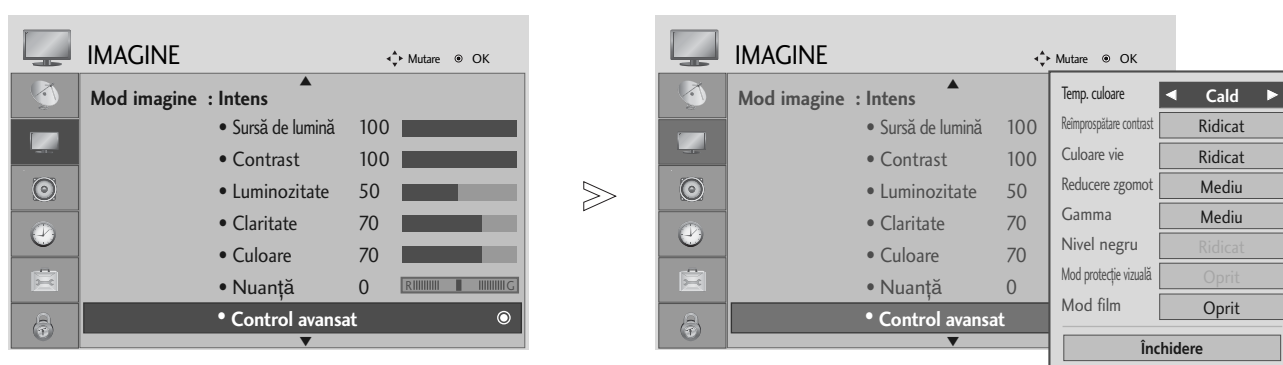 IMAGINE
Mutare OK
Mod imagine : Intens
• Sursă de lumină 100
• Contrast 100
• Luminozitate 50
• Claritate 70
• Culoare 70
• Nuanță 0 R G
• Control avansat
IMAGINE
Mutare OK
Mod imagine : Intens
• Sursă de lumină 100
• Contrast 100
• Luminozitate 50
• Claritate 70
• Culoare 70
• Nuanță 0
• Control avansat
Temp. culoare ◄ Cald ►
Reîmprospătare contrast Ridicat
Culoare vie Ridicat
Reducere zgomot Mediu
Gamma Mediu
Nivel negru Ridicat
Mod protecție vizuală Oprit
Mod film Oprit
Închidere